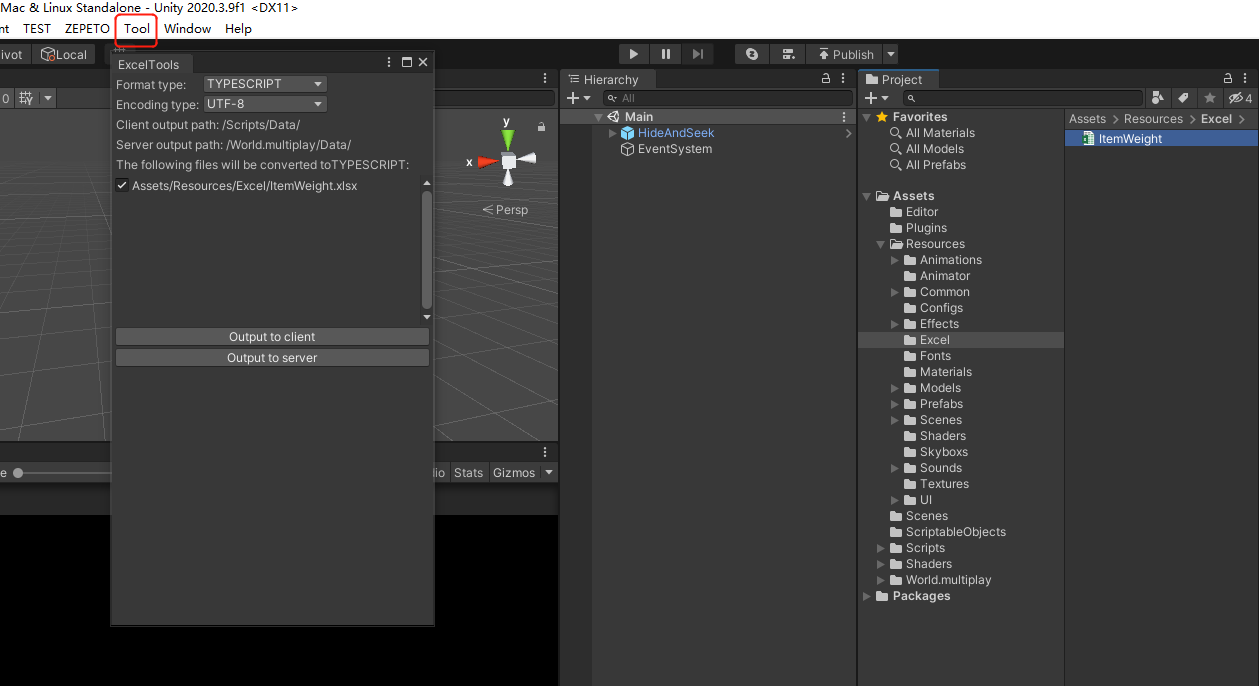 Mac & Linux Standalone - Unity 2020.3.9f1 <DX11>
nt TEST ZEPETO Tool Window Help
ivot Local Publish
ExcelTools
Format type: TYPESCRIPT
Encoding type: UTF-8
Client output path: /Scripts/Data/
Server output path: /World.multiplay/Data/
The following files will be converted toTYPESCRIPT:
Assets/Resources/Excel/ItemWeight.xlsx
Output to client
Output to server
0
y
x
Persp
e
io Stats Gizmos
Hierarchy
All
Main
HideAndSeek
EventSystem
Project
4
Favorites
All Materials
All Models
All Prefabs
Assets
Editor
Plugins
Resources
Animations
Animator
Common
Configs
Effects
Excel
Fonts
Materials
Models
Prefabs
Scenes
Shaders
Skyboxs
Sounds
Textures
UI
Scenes
ScriptableObjects
Scripts
Shaders
World.multiplay
Packages
Assets Resources Excel
ItemWeight